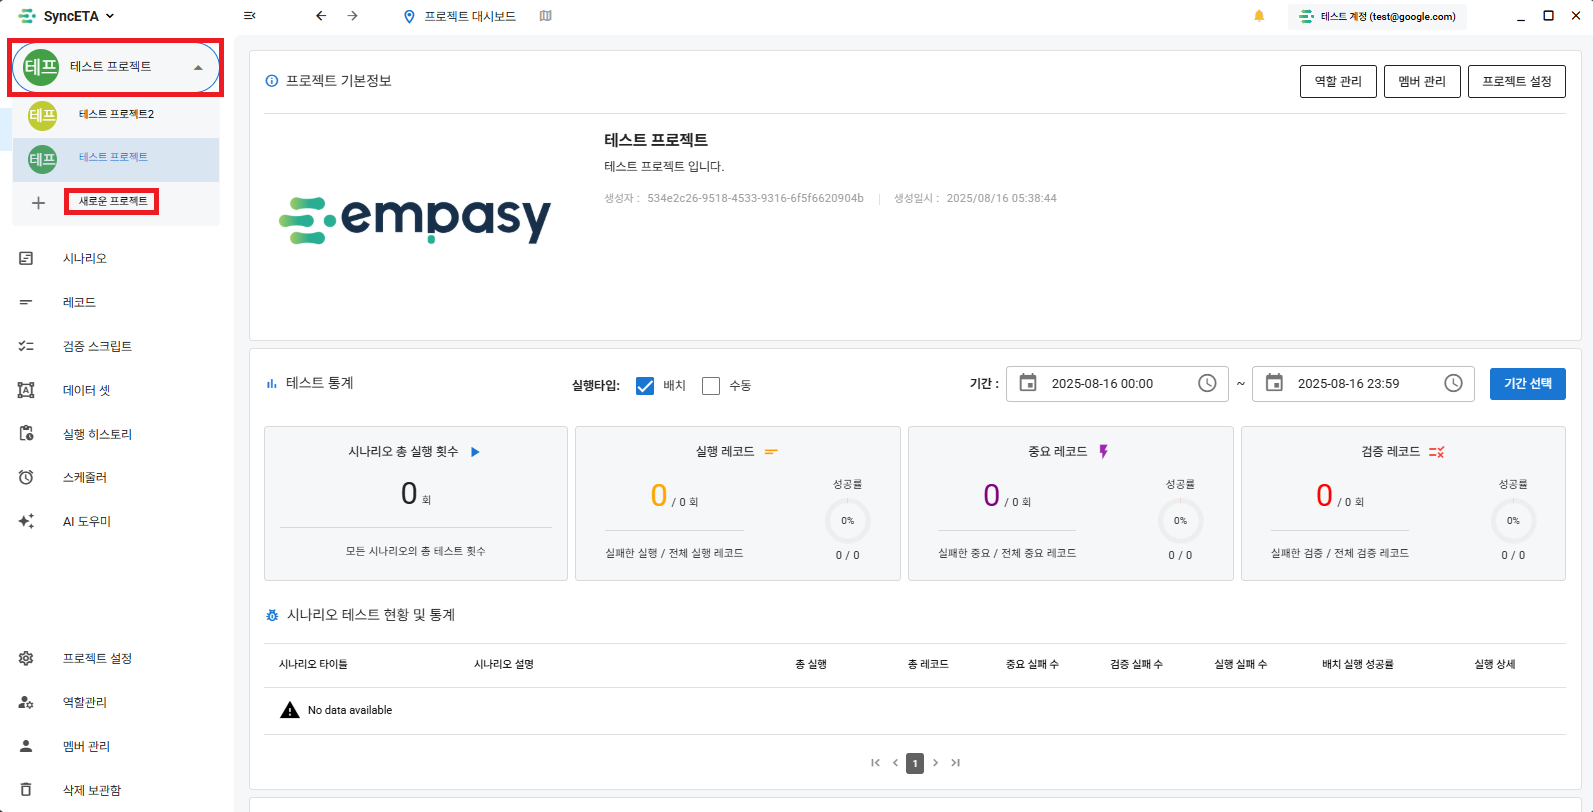 SyncETA
프로젝트 대시보드
테스트 계정 (test@google.com)
테프 테스트 프로젝트
테프 테스트 프로젝트2
테프 테스트 프로젝트
새로운 프로젝트
시나리오
레코드
검증 스크립트
데이터 셋
실행 히스토리
스케줄러
AI 도우미
프로젝트 설정
역할관리
멤버 관리
삭제 보관함
프로젝트 기본정보
역할 관리
멤버 관리
프로젝트 설정
empasy
테스트 프로젝트
테스트 프로젝트 입니다.
생성자 : 534e2c26-9518-4533-9316-6f5f6620904b 생성일시 : 2025/08/16 05:38:44
테스트 통계
실행타입: 배치 수동
기간 : 2025-08-16 00:00 ~ 2025-08-16 23:59 기간 선택
시나리오 총 실행 횟수
0 회
모든 시나리오의 총 테스트 횟수
실행 레코드
0 / 0 회
실패한 실행 / 전체 실행 레코드
성공률
0%
0 / 0
중요 레코드
0 / 0 회
실패한 중요 / 전체 중요 레코드
성공률
0%
0 / 0
검증 레코드
0 / 0 회
실패한 검증 / 전체 검증 레코드
성공률
0%
0 / 0
시나리오 테스트 현황 및 통계
시나리오 타이틀 시나리오 설명 총 실행 총 레코드 중요 실패 수 검증 실패 수 실행 실패 수 배치 실행 성공률 실행 상세
No data available
1